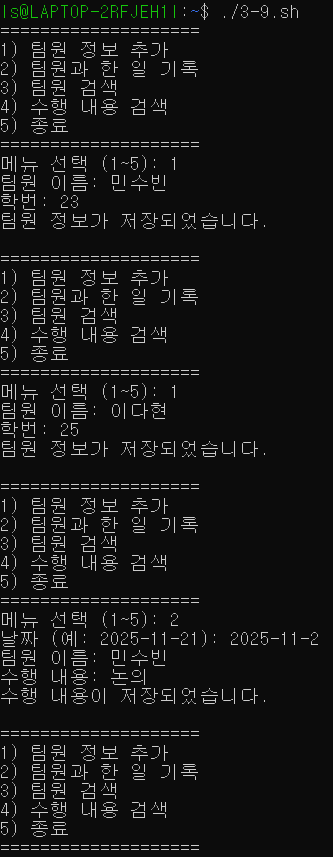 ls@LAPTOP-2RFJEH1I:~$ ./3-9.sh
====================
1) 팀원 정보 추가
2) 팀원과 한 일 기록
3) 팀원 검색
4) 수행 내용 검색
5) 종료
====================
메뉴 선택 (1~5): 1
팀원 이름: 민수빈
학번: 23
팀원 정보가 저장되었습니다.
====================
1) 팀원 정보 추가
2) 팀원과 한 일 기록
3) 팀원 검색
4) 수행 내용 검색
5) 종료
====================
메뉴 선택 (1~5): 1
팀원 이름: 이다현
학번: 25
팀원 정보가 저장되었습니다.
====================
1) 팀원 정보 추가
2) 팀원과 한 일 기록
3) 팀원 검색
4) 수행 내용 검색
5) 종료
====================
메뉴 선택 (1~5): 2
날짜 (예: 2025-11-21): 2025-11-2
팀원 이름: 민수빈
수행 내용: 논의
수행 내용이 저장되었습니다.
====================
1) 팀원 정보 추가
2) 팀원과 한 일 기록
3) 팀원 검색
4) 수행 내용 검색
5) 종료
====================